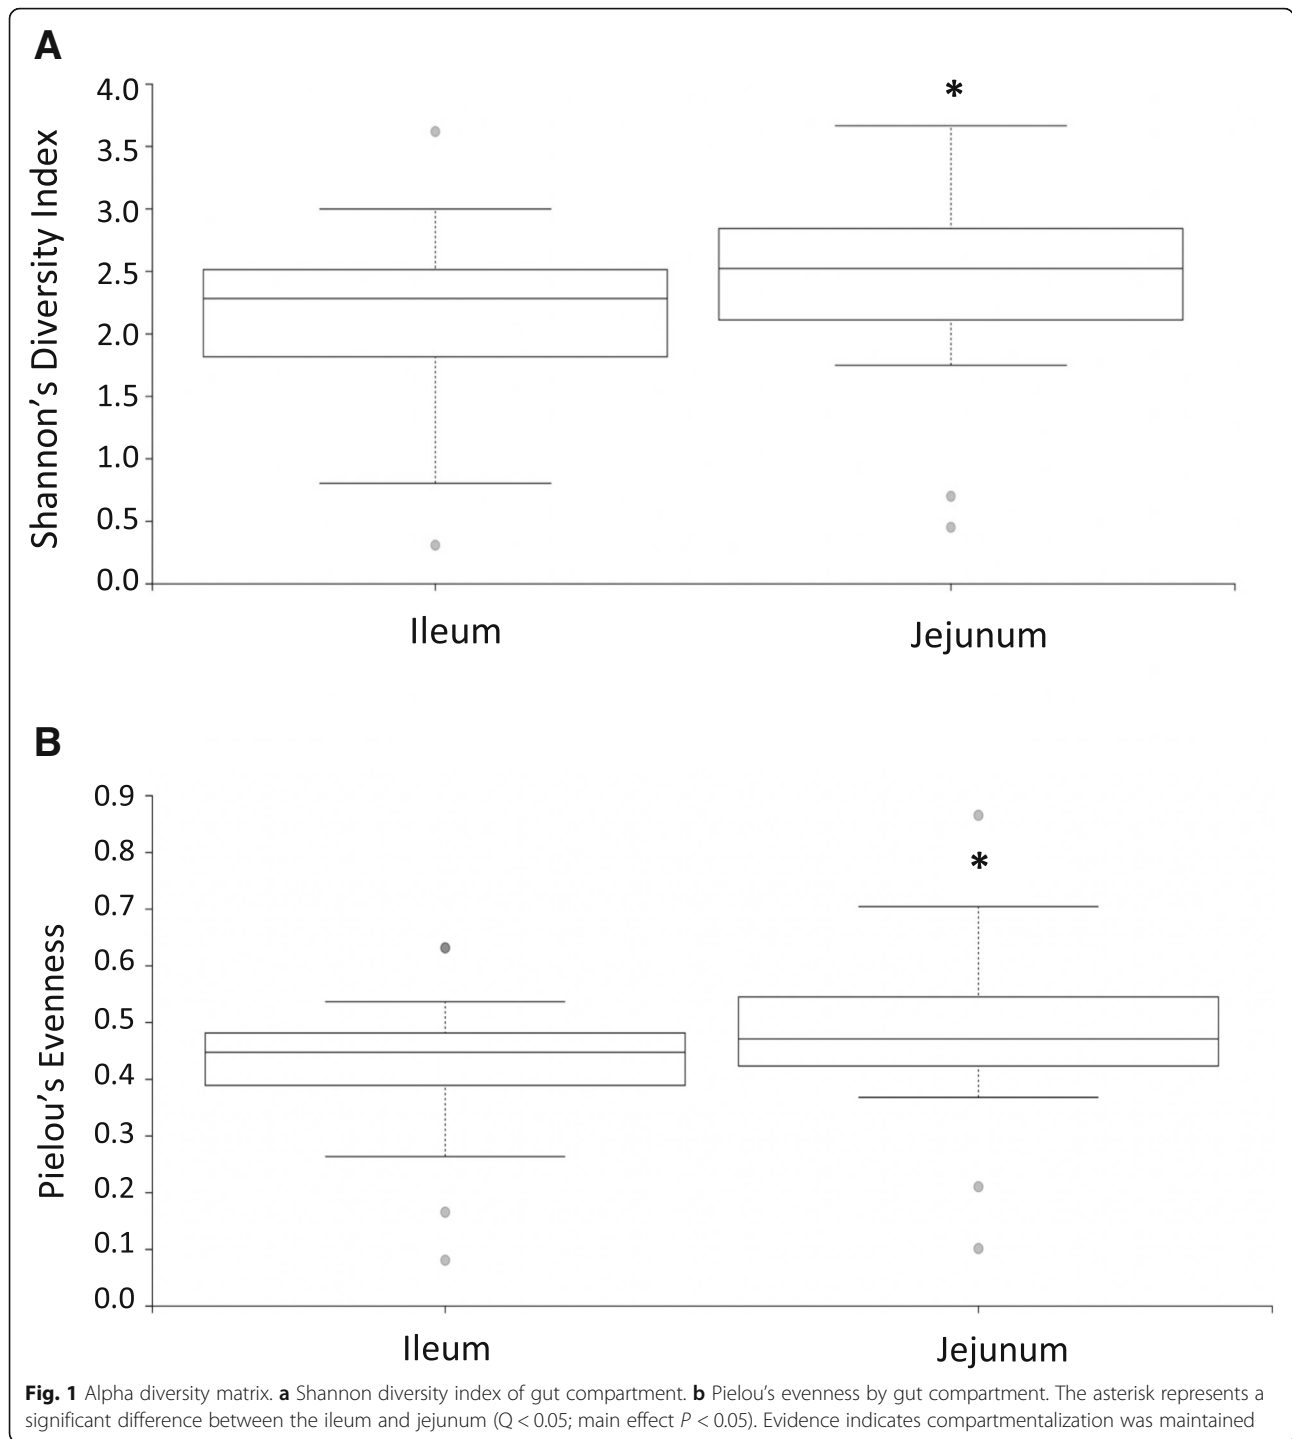 A
4.0
*
3.5
3.0
2.5
2.0
1.5
1.0
0.5
0.0
Shannon's Diversity Index
Ileum
Jejunum
B
0.9
0.8
*
0.7
0.6
0.5
0.4
0.3
0.2
0.1
0.0
Pielou's Evenness
Ileum
Jejunum
Fig. 1 Alpha diversity matrix. a Shannon diversity index of gut compartment. b Pielou's evenness by gut compartment. The asterisk represents a
significant difference between the ileum and jejunum (Q < 0.05; main effect P < 0.05). Evidence indicates compartmentalization was maintained